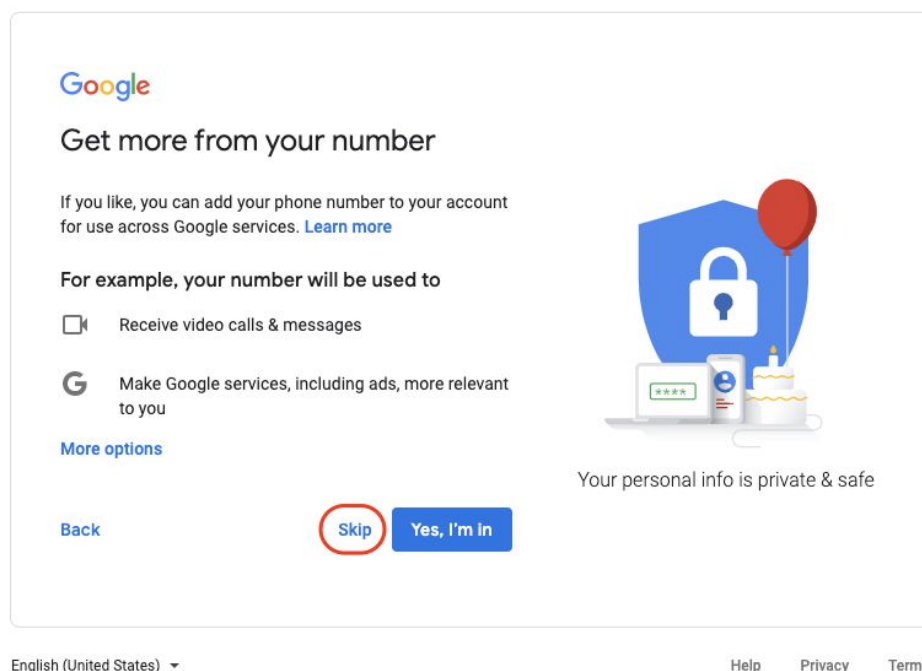 Google
Get more from your number
If you like, you can add your phone number to your account
for use across Google services. Learn more
For example, your number will be used to
Receive video calls & messages
G
Make Google services, including ads, more relevant
to you
More options
****
Your personal info is private & safe
Back
Skip
Yes, I'm in
English (United States)
Help
Privacy
Term